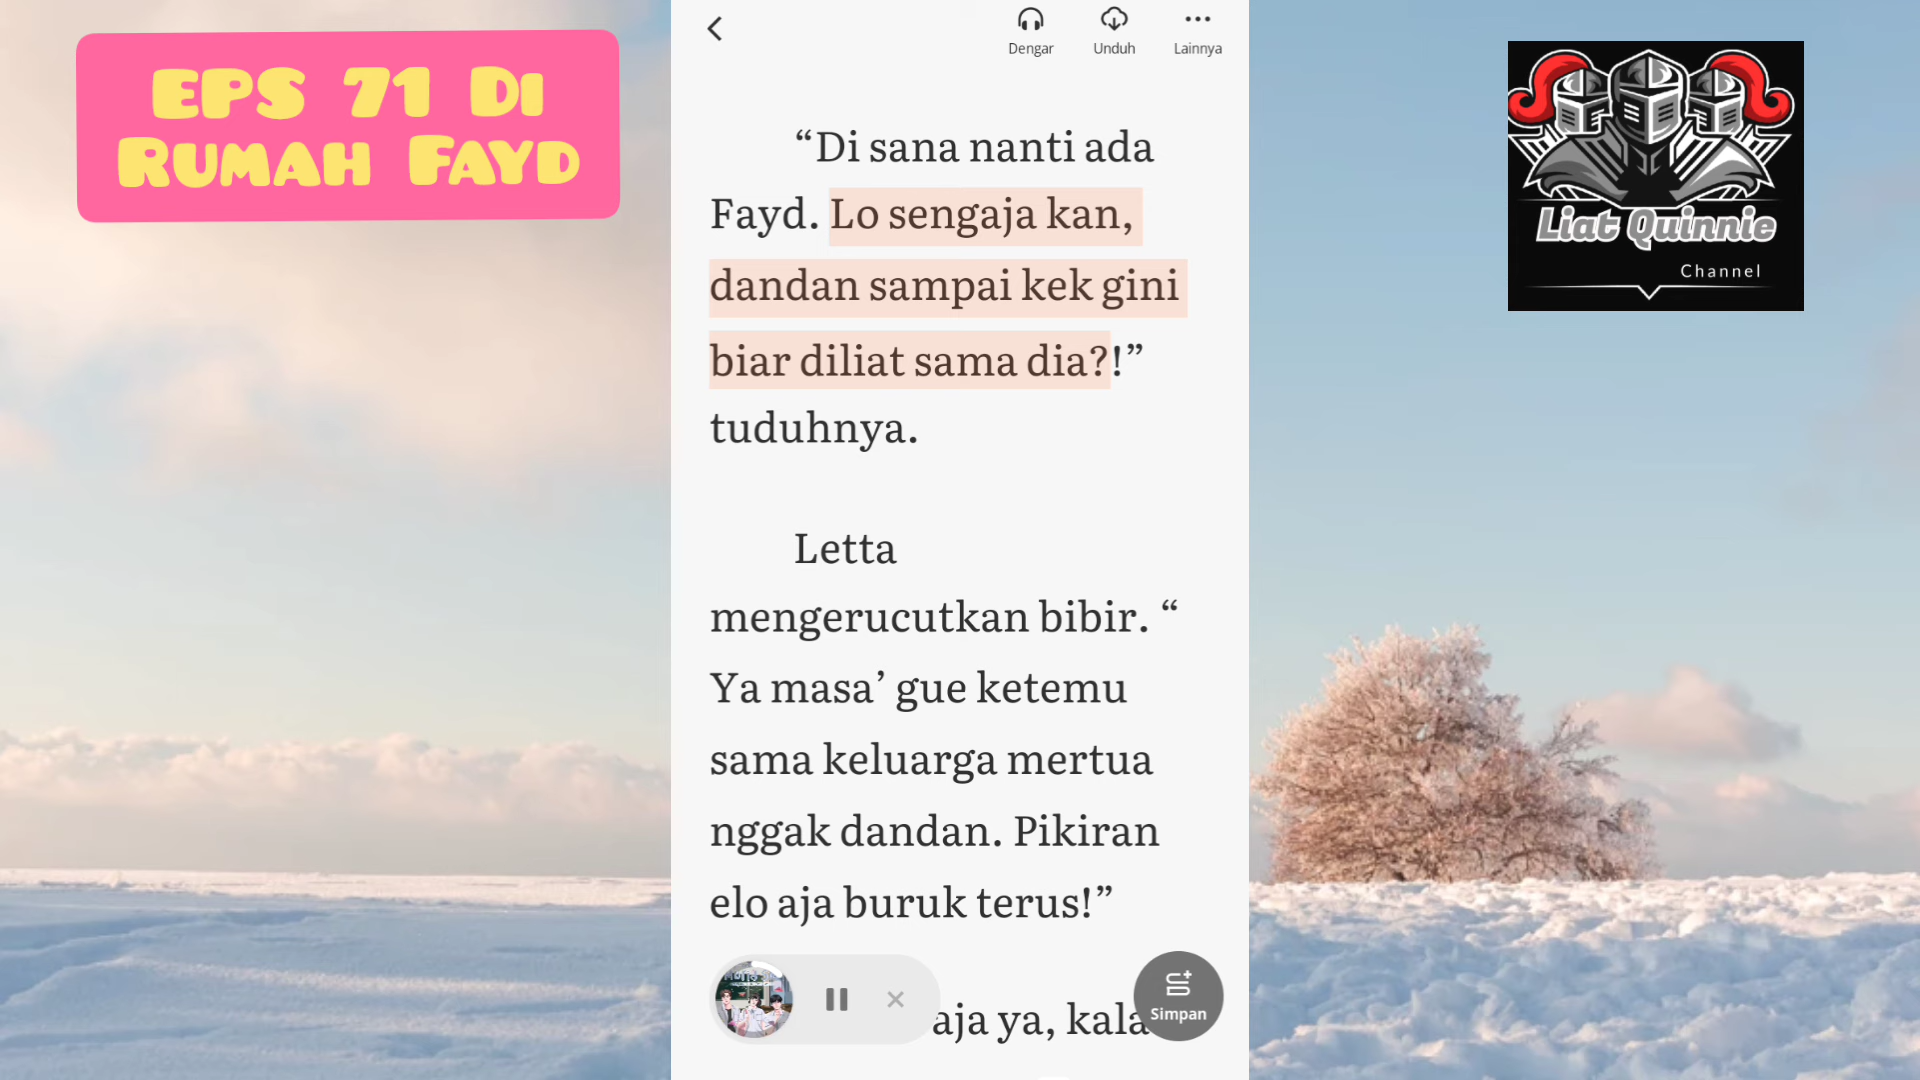 EPS 71 Di
Rumah Fayd
Dengar
Unduh
Lainnya
“Di sana nanti ada
Fayd. Lo sengaja kan,
dandan sampai kek gini
biar diliat sama dia?!”
tuduhnya.
Letta
mengerucutkan bibir. “
Ya masa’ gue ketemu
sama keluarga mertua
nggak dandan. Pikiran
elo aja buruk terus!”
aja ya, kala
Simpan
Liat Quinnie
Channel